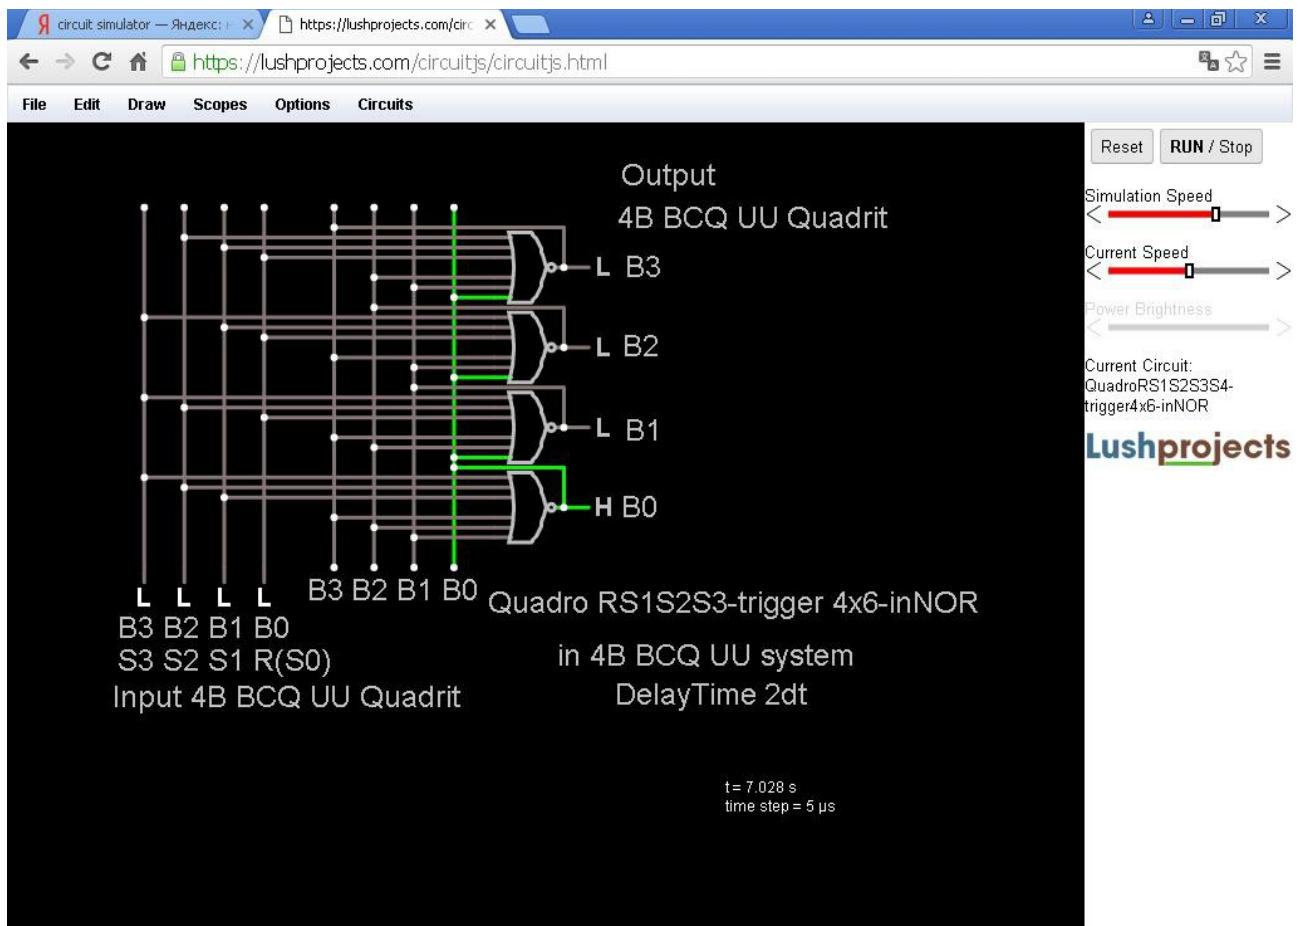 circuit simulator — Яндекс:
https://lushprojects.com/circ
https://lushprojects.com/circuitjs/circuitjs.html
File Edit Draw Scopes Options Circuits
Reset RUN / Stop
Simulation Speed
Current Speed
Power Brightness
Current Circuit:
QuadroRS1S2S3S4-
trigger4x6-inNOR
Lushprojects
Output
4B BCQ UU Quadrit
L B3
L B2
L B1
H B0
B3 B2 B1 B0
L L L L
B3 B2 B1 B0
S3 S2 S1 R(S0)
Input 4B BCQ UU Quadrit
Quadro RS1S2S3-trigger 4x6-inNOR
in 4B BCQ UU system
DelayTime 2dt
t = 7.028 s
time step = 5 µs